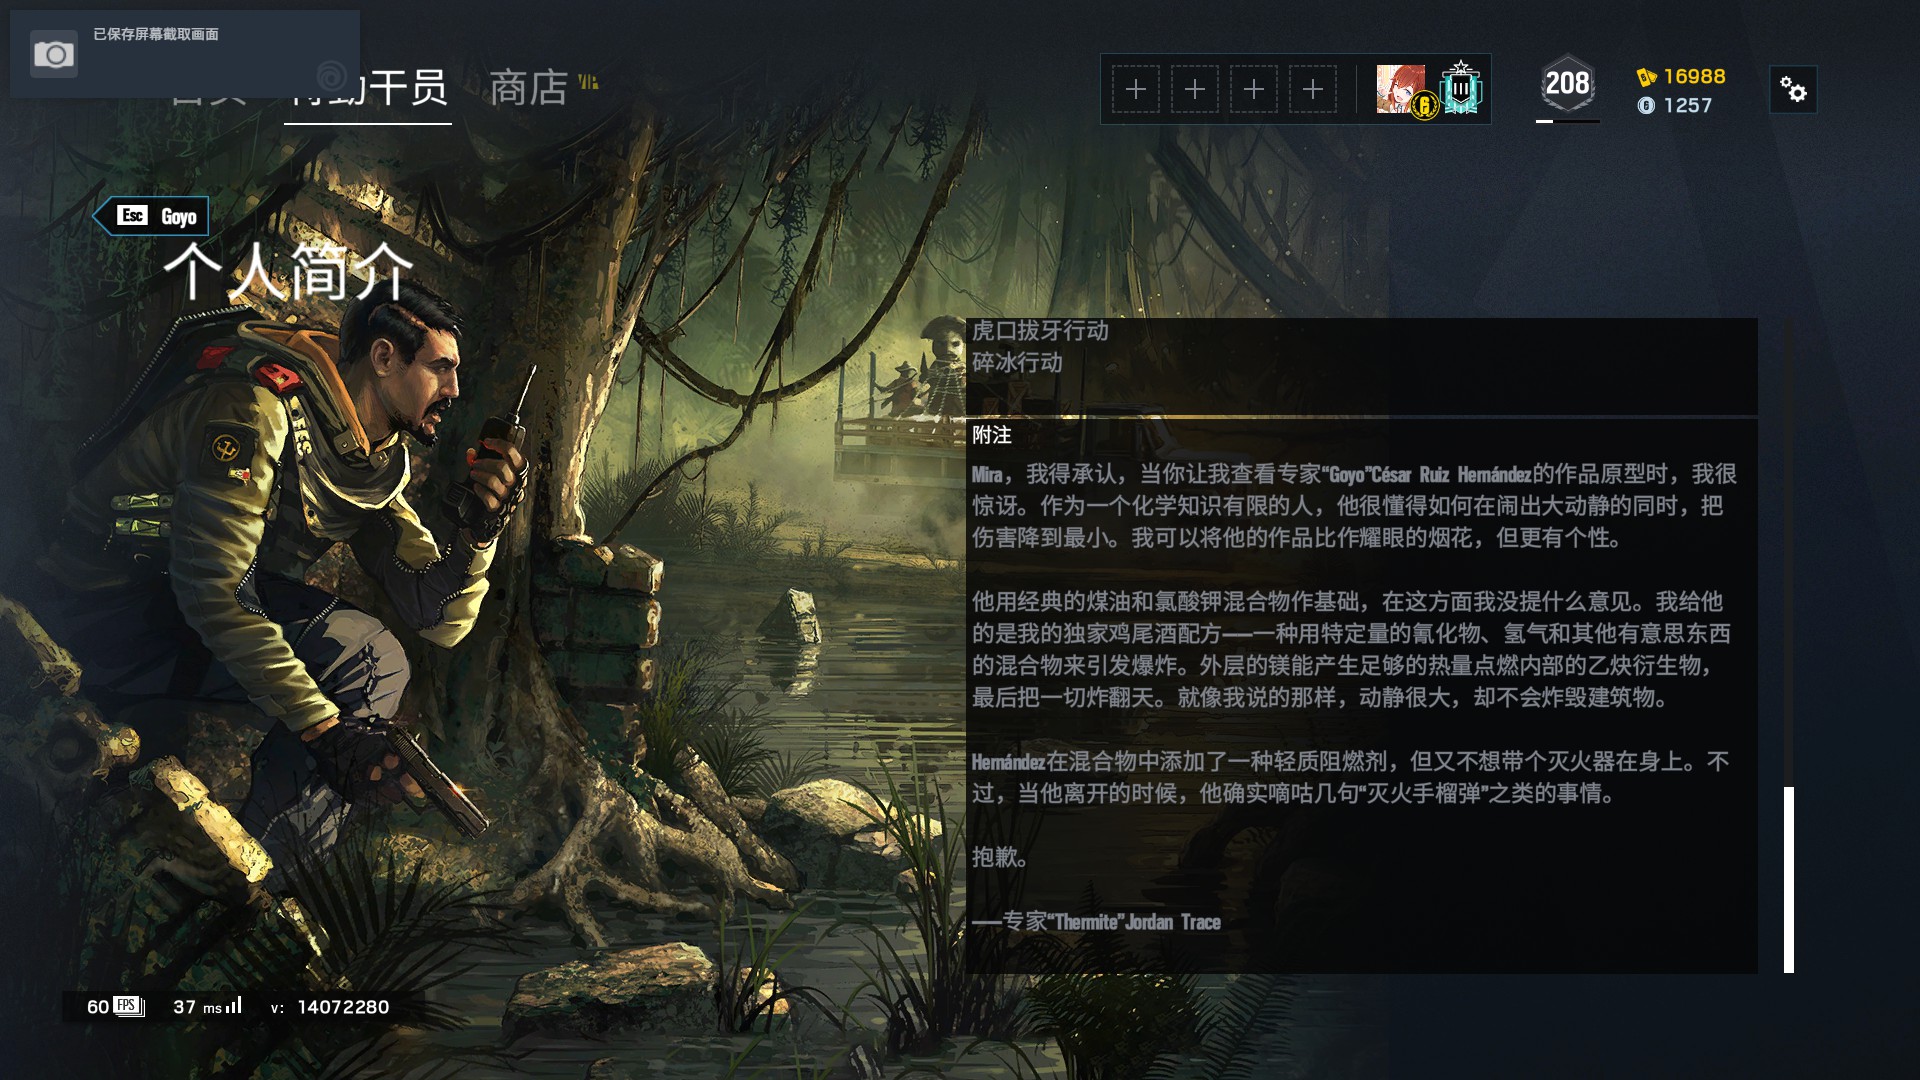 已保存屏幕截取画面
干员
商店 Y1S
208
16988
1257
Esc Goyo
个人简介
虎口拔牙行动
碎冰行动
附注
Mira，我得承认，当你让我查看专家“Goyo”César Ruiz Hernández的作品原型时，我很
惊讶。作为一个化学知识有限的人，他很懂得如何在闹出大动静的同时，把
伤害降到最小。我可以将他的作品比作耀眼的烟花，但更有个性。
他用经典的煤油和氯酸钾混合物作基础，在这方面我没提什么意见。我给他
的是我的独家鸡尾酒配方——一种用特定量的氰化物、氢气和其他有意思东西
的混合物来引发爆炸。外层的镁能产生足够的热量点燃内部的乙炔衍生物，
最后把一切炸翻天。就像我说的那样，动静很大，却不会炸毁建筑物。
Hernández在混合物中添加了一种轻质阻燃剂，但又不想带个灭火器在身上。不
过，当他离开的时候，他确实嘀咕几句“灭火手榴弹”之类的事情。
抱歉。
——专家“Thermite”Jordan Trace
60 FPS 37 ms v: 14072280